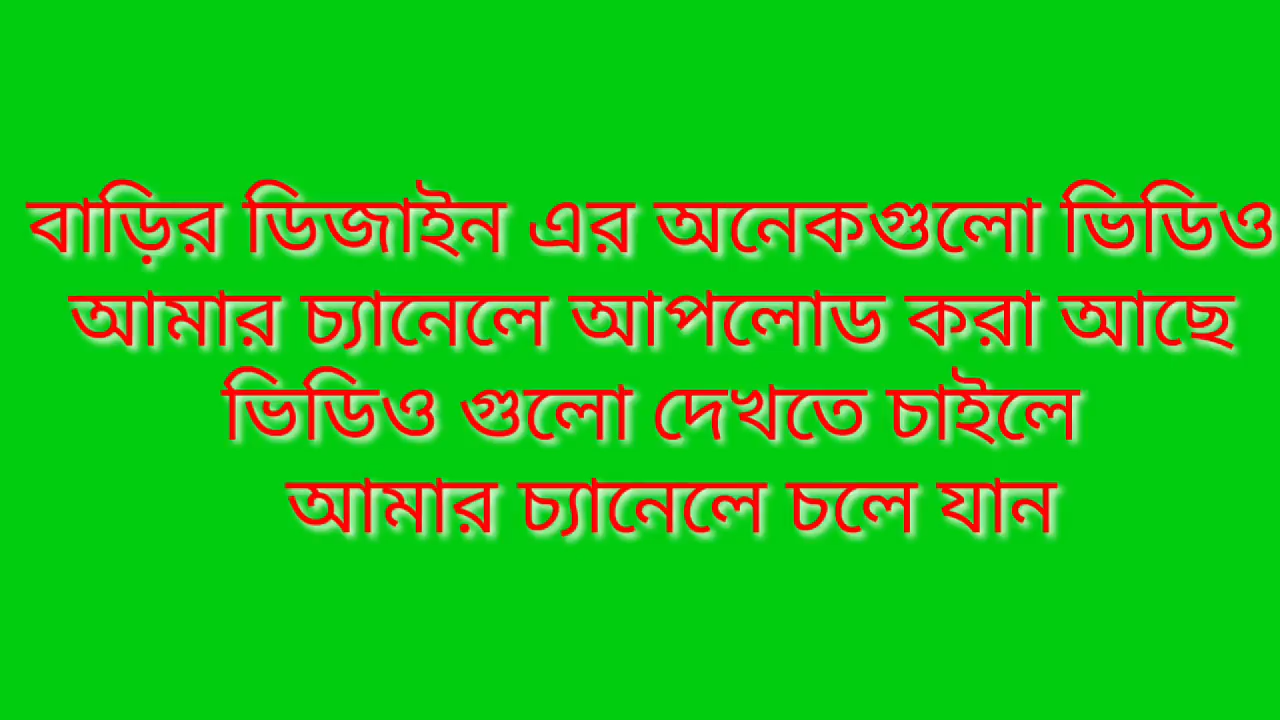 বাড়ির ডিজাইন এর অনেকগুলো ভিডিও
আমার চ্যানেলে আপলোড করা আছে
ভিডিও গুলো দেখতে চাইলে
আমার চ্যানেলে চলে যান